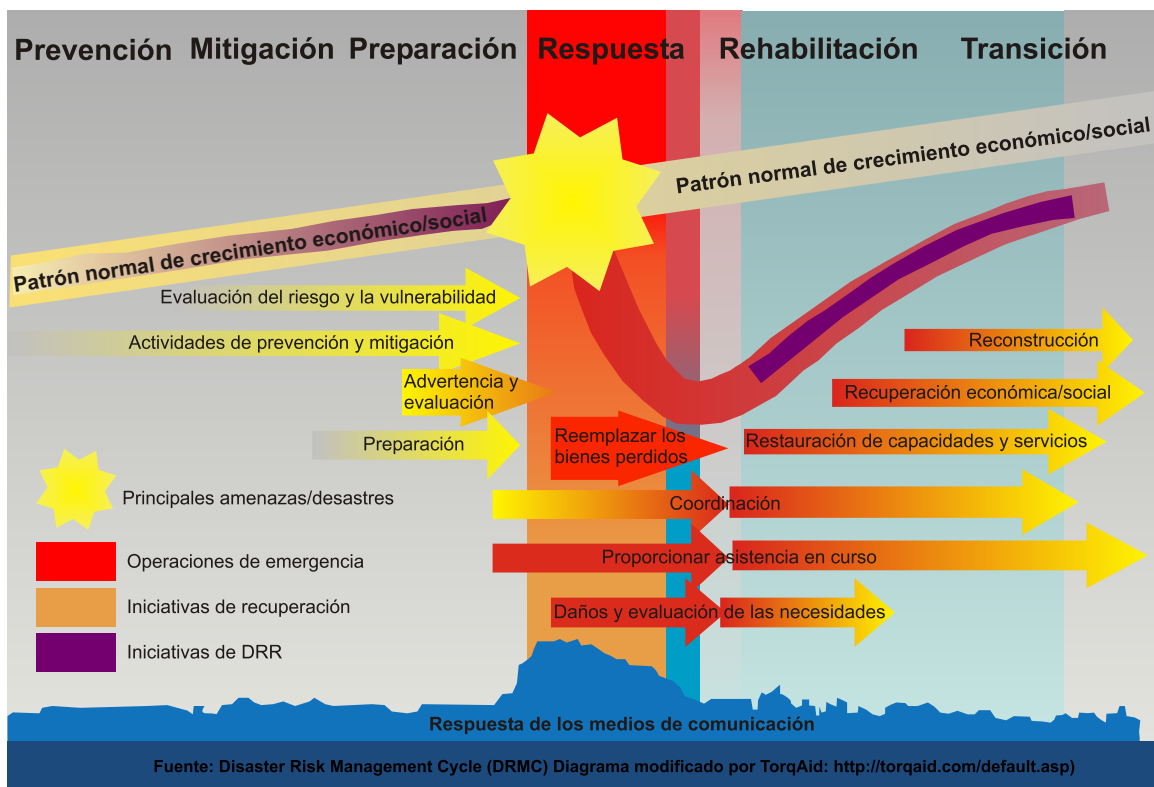 Prevención Mitigación Preparación Respuesta Rehabilitación Transición
Patrón normal de crecimiento económico/social
Patrón normal de crecimiento económico/social
Evaluación del riesgo y la vulnerabilidad
Actividades de prevención y mitigación
Reconstrucción
Advertencia y
evaluación
Recuperación económica/social
Preparación
Reemplazar los
bienes perdidos
Restauración de capacidades y servicios
Principales amenazas/desastres
Coordinación
Operaciones de emergencia
Proporcionar asistencia en curso
Iniciativas de recuperación
Daños y evaluación de las necesidades
Iniciativas de DRR
Respuesta de los medios de comunicación
Fuente: Disaster Risk Management Cycle (DRMC) Diagrama modificado por TorqAid: http://torqaid.com/default.asp)